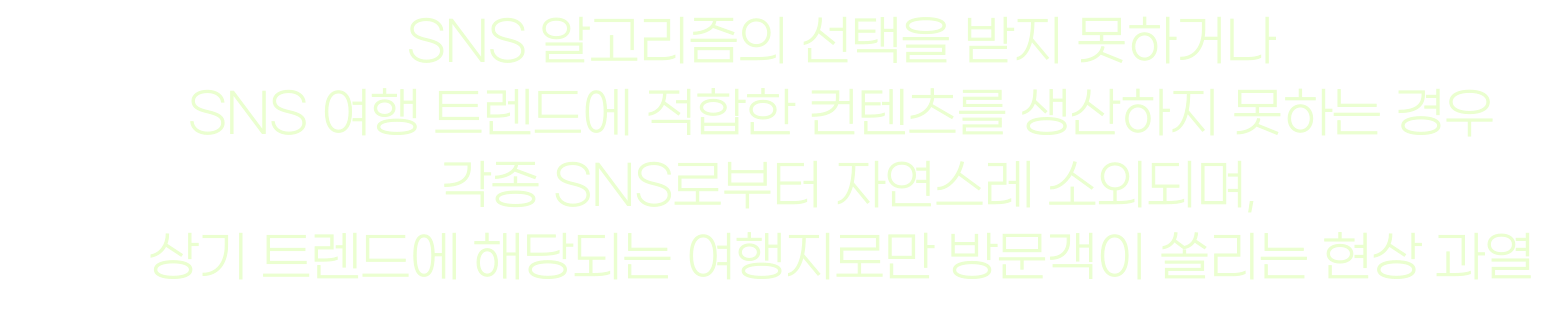 SNS 알고리즘의 선택을 받지 못하거나
SNS 여행 트렌드에 적합한 컨텐츠를 생산하지 못하는 경우
각종 SNS로부터 자연스레 소외되며,
상기 트렌드에 해당되는 여행지로만 방문객이 쏠리는 현상 과열